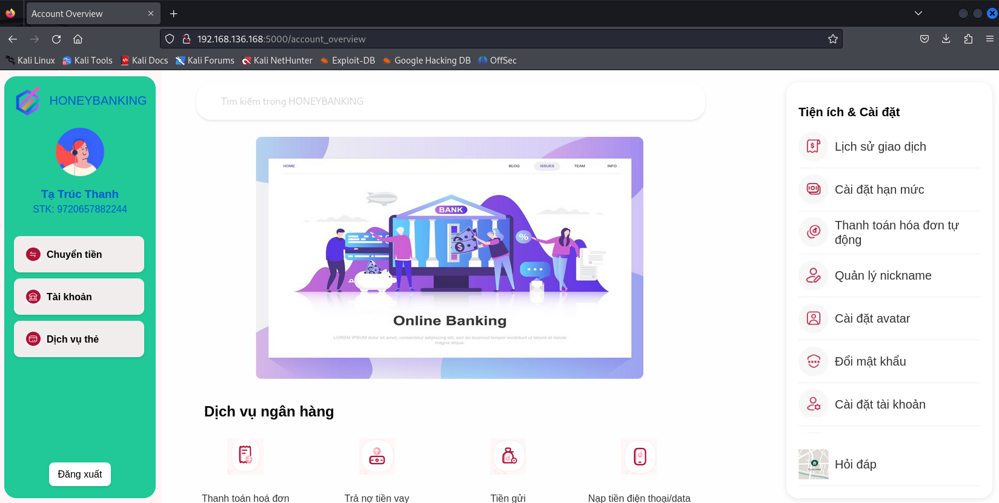 Account Overview
192.168.136.168:5000/account_overview
Kali Linux
Kali Tools
Kali Docs
Kali Forums
Kali NetHunter
Exploit-DB
Google Hacking DB
OffSec
HONEYBANKING
Tạ Trúc Thanh
STK: 9720657882244
Chuyển tiền
Tài khoản
Dịch vụ thẻ
Đăng xuất
Tìm kiếm trong HONEYBANKING
HOME
BLOG
ISSUES
TEAM
INFO
BANK
%
Online Banking
LOREM IPSUM dolor sit amet, consectetur adipiscing elit, sed do eiusmod tempor incididunt ut labore et dolore
magna aliqua.
Dịch vụ ngân hàng
Thanh toán hoá đơn
Trả nợ tiền vay
Tiền gửi
Nạp tiền điện thoại/data
Tiện ích & Cài đặt
Lịch sử giao dịch
Cài đặt hạn mức
Thanh toán hóa đơn tự
động
Quản lý nickname
Cài đặt avatar
Đổi mật khẩu
Cài đặt tài khoản
Hỏi đáp